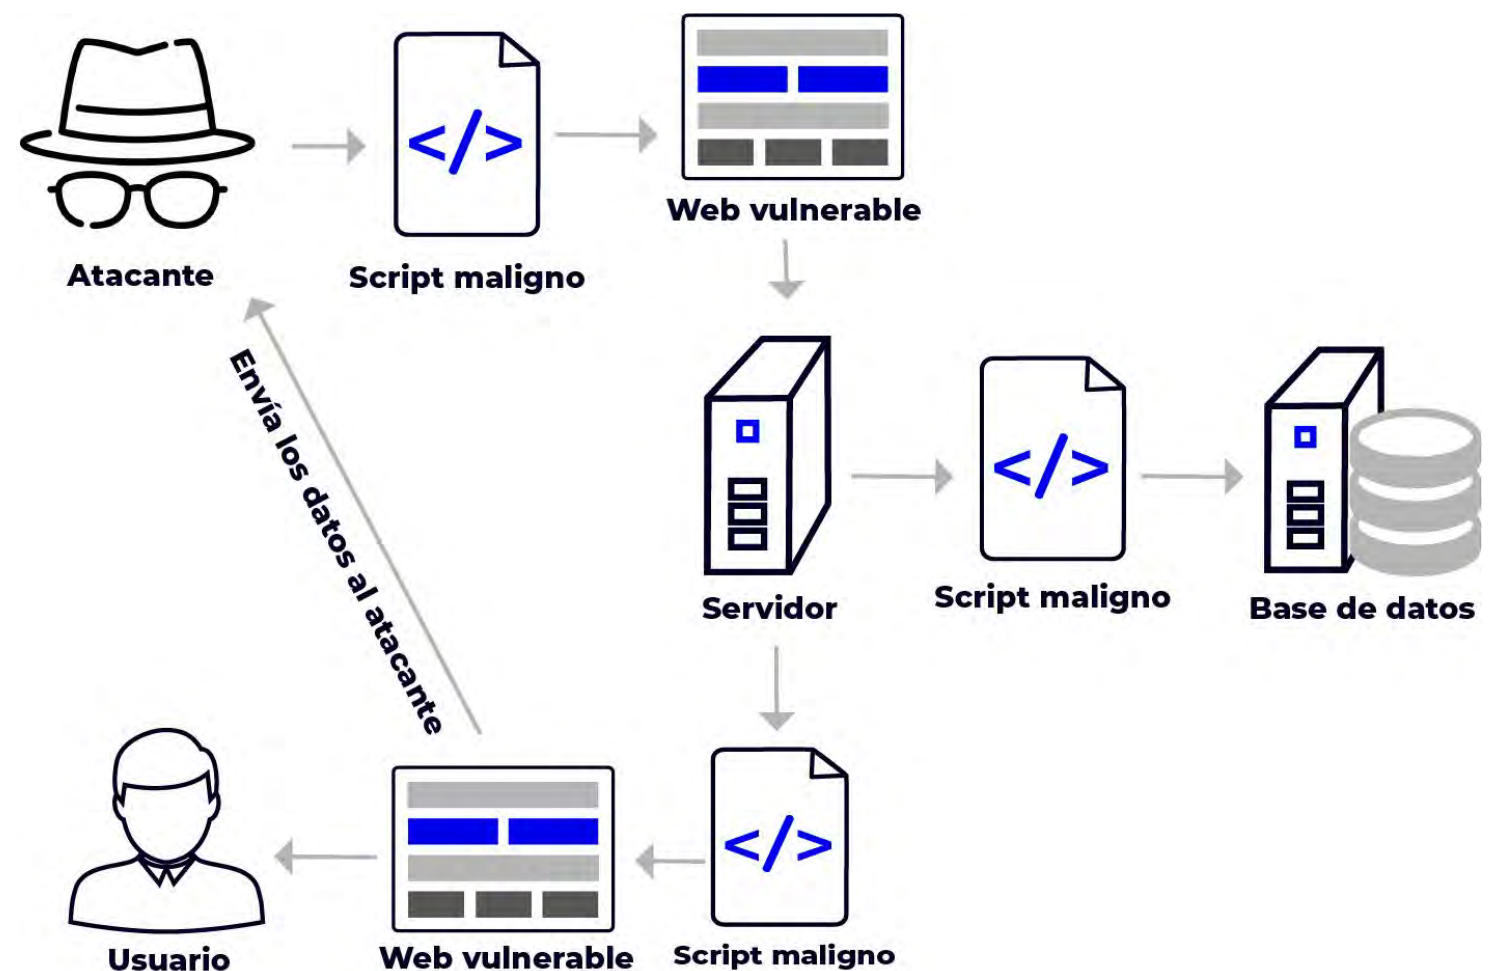 </>
Web vulnerable
Atacante
Script maligno
Envía los datos al atacante
</>
Servidor
Script maligno
Base de datos
</>
Usuario
Web vulnerable
Script maligno